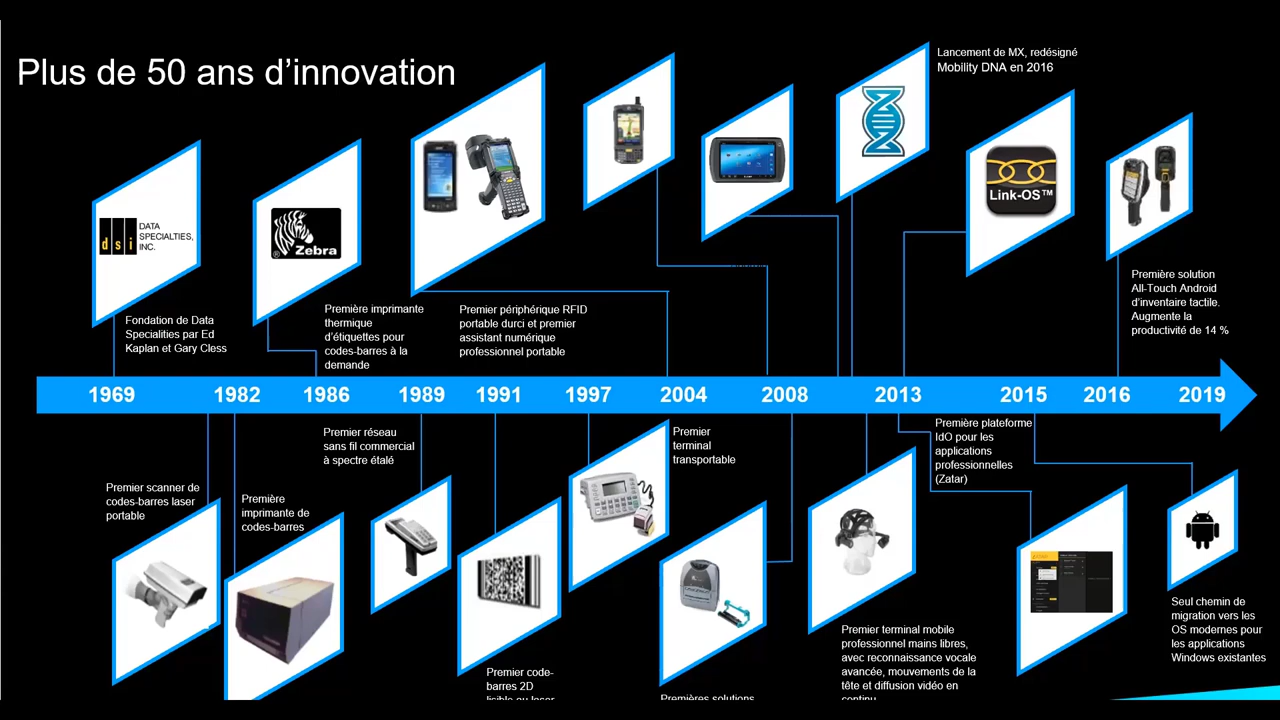 Plus de 50 ans d’innovation
Lancement de MX, redésigné
Mobility DNA en 2016
DATA
SPECIALTIES,
INC.
dsi
Zebra
®
Link-OS™
Fondation de Data
Specialities par Ed
Kaplan et Gary Cless
Première imprimante
thermique
d’étiquettes pour
codes-barres à la
demande
Premier périphérique RFID
portable durci et premier
assistant numérique
professionnel portable
Première solution
All-Touch Android
d’inventaire tactile.
Augmente la
productivité de 14 %
1969 1982 1986 1989 1991 1997 2004 2008 2013 2015 2016 2019
Premier scanner de
codes-barres laser
portable
Première
imprimante de
codes-barres
Premier réseau
sans fil commercial
à spectre étalé
Premier
terminal
transportable
Première plateforme
IdO pour les
applications
professionnelles
(Zatar)
Premier code-
barres 2D
lisible au laser
Premières solutions
Premier terminal mobile
professionnel mains libres,
avec reconnaissance vocale
avancée, mouvements de la
tête et diffusion vidéo en
continu
Seul chemin de
migration vers les
OS modernes pour
les applications
Windows existantes